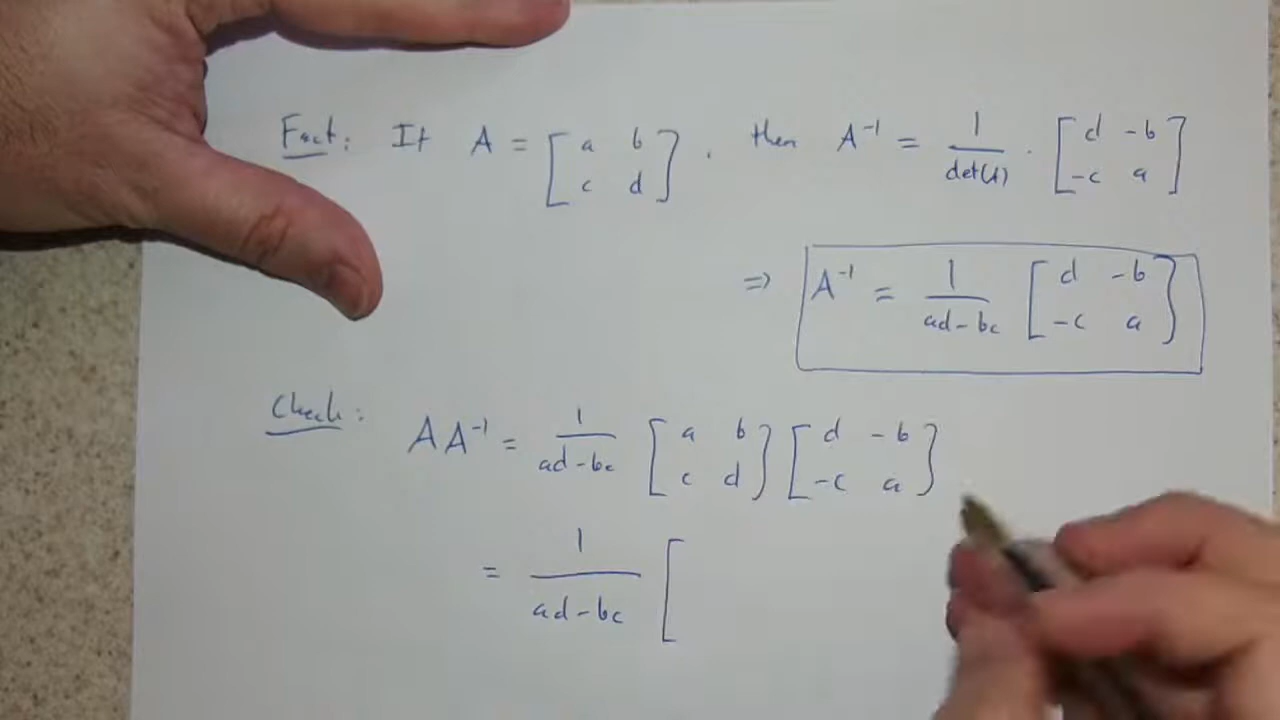 Fact: If A = [a b; c d], then A⁻¹ = 1/det(A) · [d -b; -c a]
⇒ A⁻¹ = 1/ad-bc [d -b; -c a]
Check: AA⁻¹ = 1/ad-bc [a b; c d] [d -b; -c a]
= 1/ad-bc [